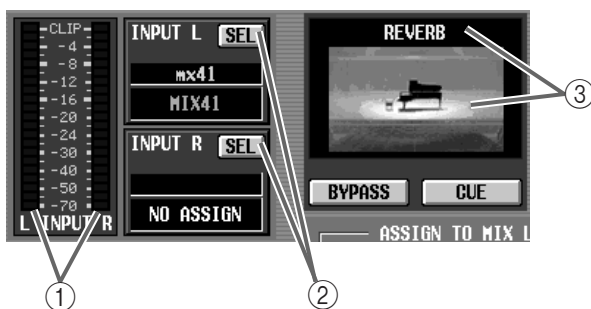 CLIP
-4
-8
-12
-16
-20
-24
-30
-40
-50
-70
L INPUT R
INPUT L SEL
mx41
MIX41
INPUT R SEL
NO ASSIGN
REVERB
BYPASS CUE
ASSIGN TO MIX L
1
2
3